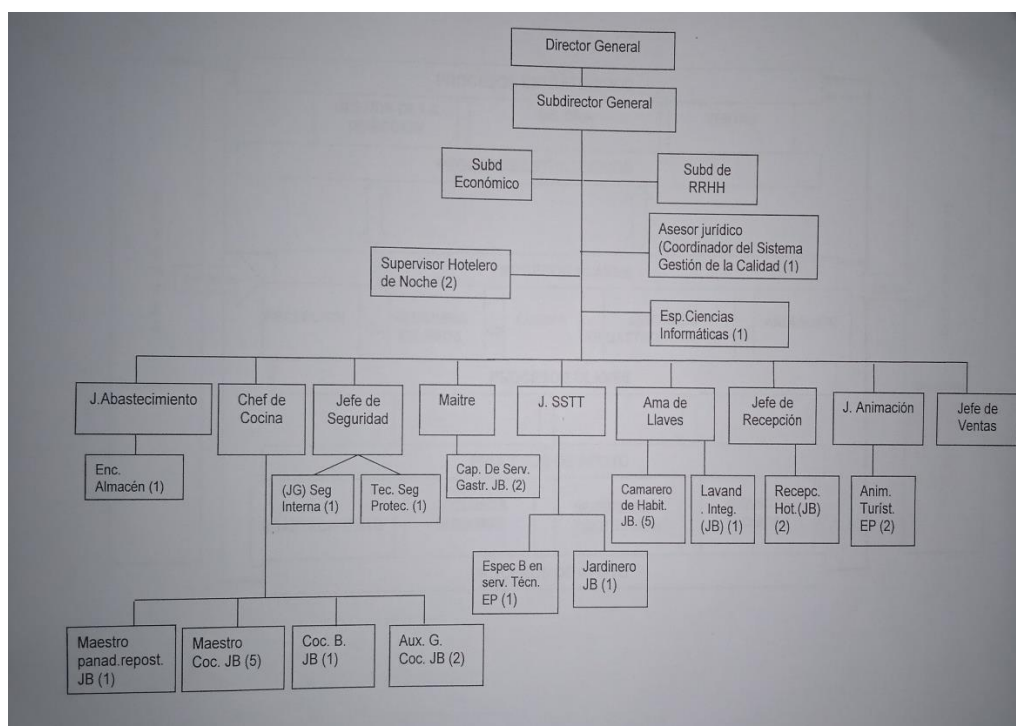 Director General
Subdirector General
Subd
Económico
Subd de
RRHH
Asesor jurídico
(Coordinador del Sistema
Gestión de la Calidad (1)
Supervisor Hotelero
de Noche (2)
Esp.Ciencias
Informáticas (1)
J.Abastecimiento
Chef de
Cocina
Jefe de
Seguridad
Maitre
J. SSTT
Ama de
Llaves
Jefe de
Recepción
J. Animación
Jefe de
Ventas
Enc.
Almacén (1)
(JG) Seg
Interna (1)
Tec. Seg
Protec. (1)
Cap. De Serv.
Gastr. JB. (2)
Camarero
de Habit.
JB. (5)
Lavand
. Integ.
(JB) (1)
Recepc.
Hot.(JB)
(2)
Anim.
Turíst.
EP (2)
Espec B en
serv. Técn.
EP (1)
Jardinero
JB (1)
Maestro
panad.repost.
JB (1)
Maestro
Coc. JB (5)
Coc. B.
JB (1)
Aux. G.
Coc. JB (2)